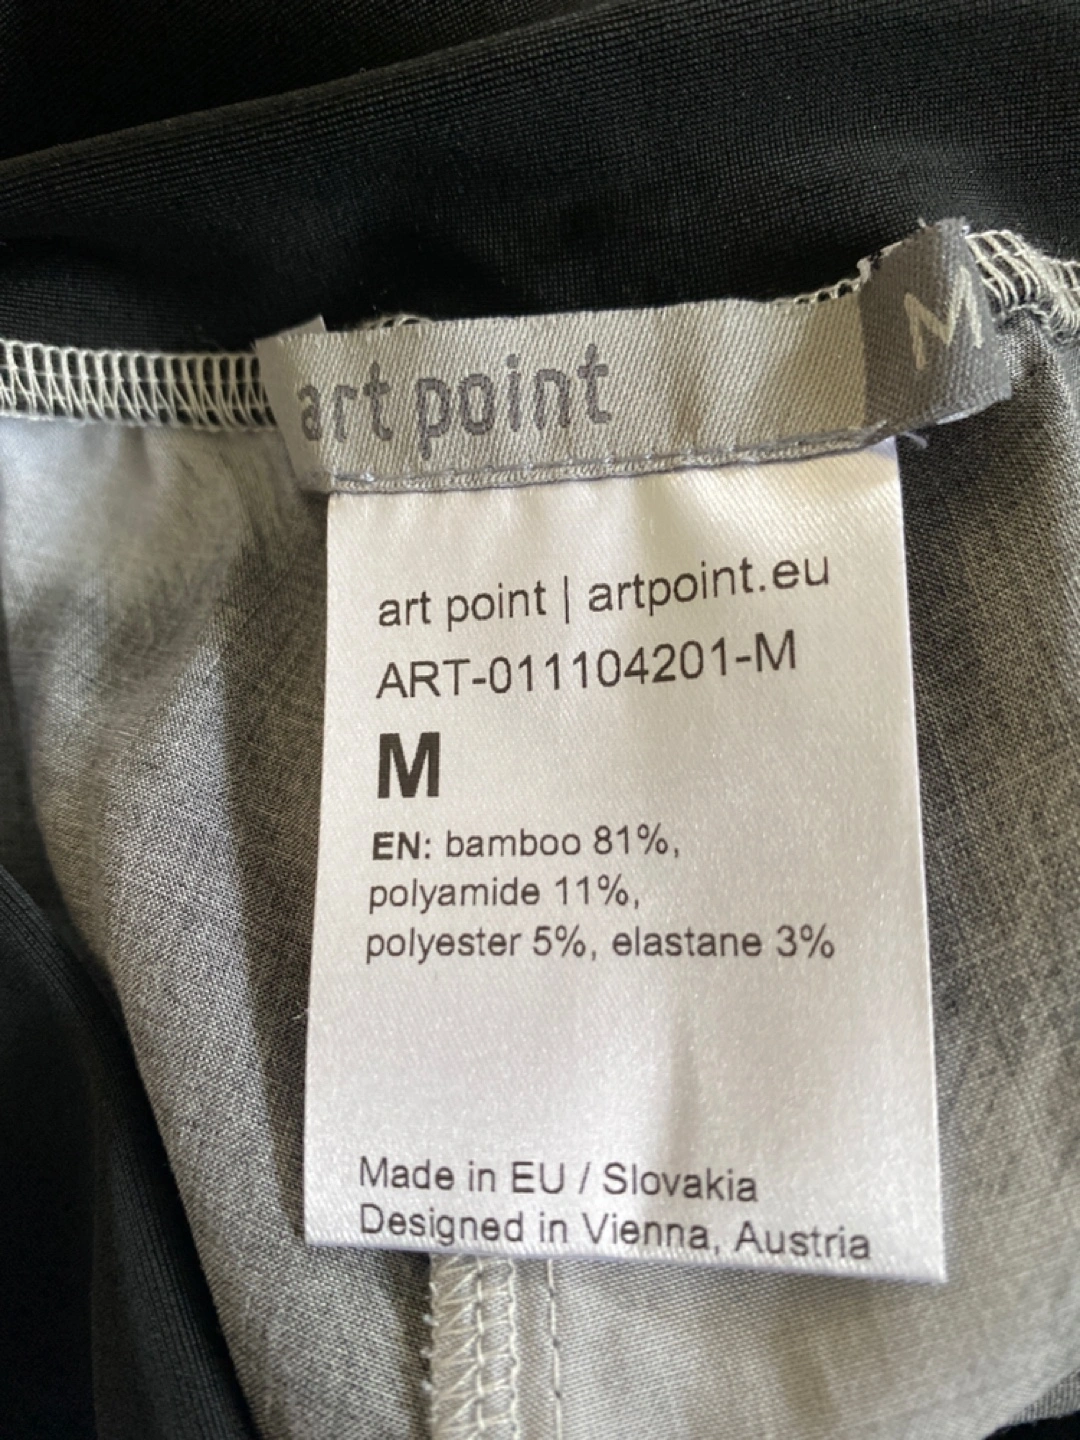 art point
M
art point | artpoint.eu
ART-011104201-M
M
EN: bamboo 81%,
polyamide 11%,
polyester 5%, elastane 3%
Made in EU / Slovakia
Designed in Vienna, Austria